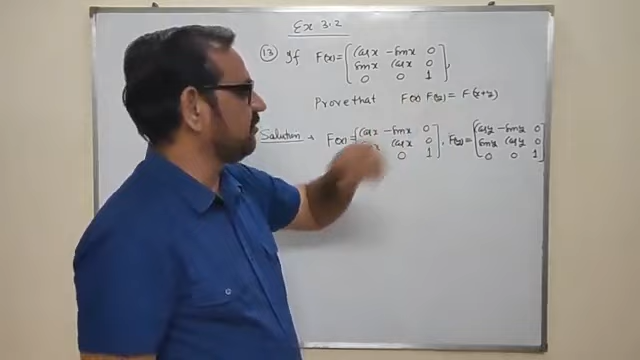 Ex 3.2
13 If F(x) = [ cos x - sin x 0
sin x cos x 0
0 0 1 ],
Prove that F(x) F(y) = F(x+y)
Solution → F(x) = [ cos x - sin x 0 ], F(y) = [ cos y - sin y 0
x cos x 0 sin y cos y 0
0 1 0 0 1 ]